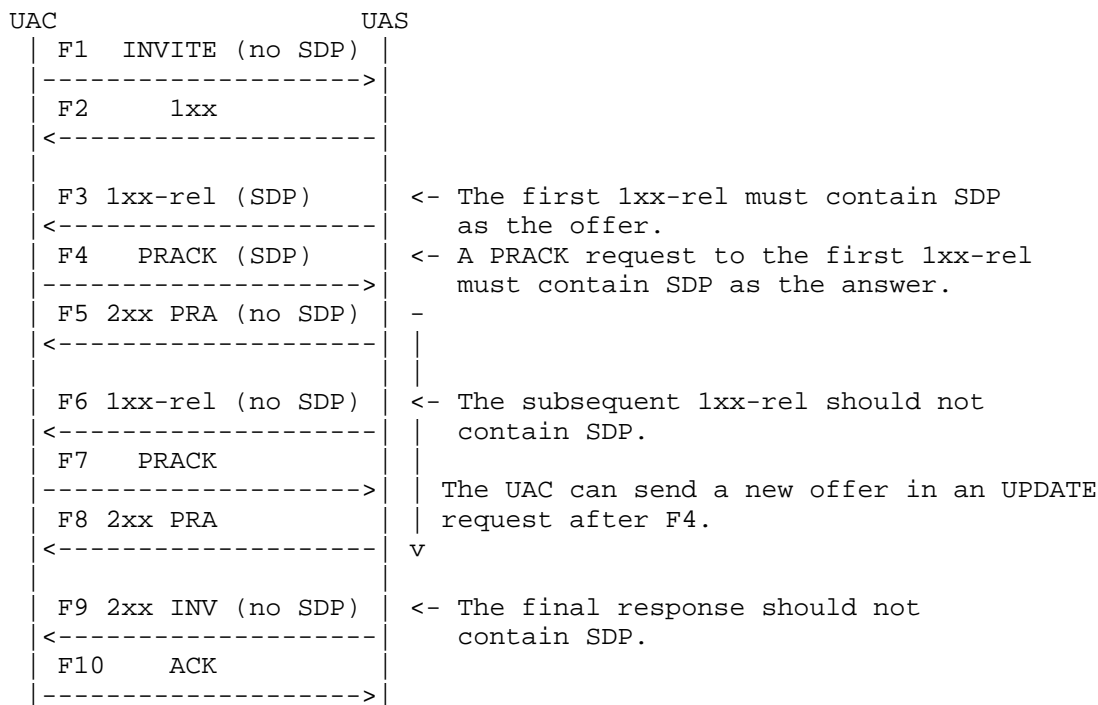 UAC UAS
F1 INVITE (no SDP)
F2 1xx
F3 1xx-rel (SDP) <- The first 1xx-rel must contain SDP
as the offer.
F4 PRACK (SDP) <- A PRACK request to the first 1xx-rel
must contain SDP as the answer.
F5 2xx PRA (no SDP)
F6 1xx-rel (no SDP) <- The subsequent 1xx-rel should not
contain SDP.
F7 PRACK
The UAC can send a new offer in an UPDATE
F8 2xx PRA request after F4.
v
F9 2xx INV (no SDP) <- The final response should not
contain SDP.
F10 ACK